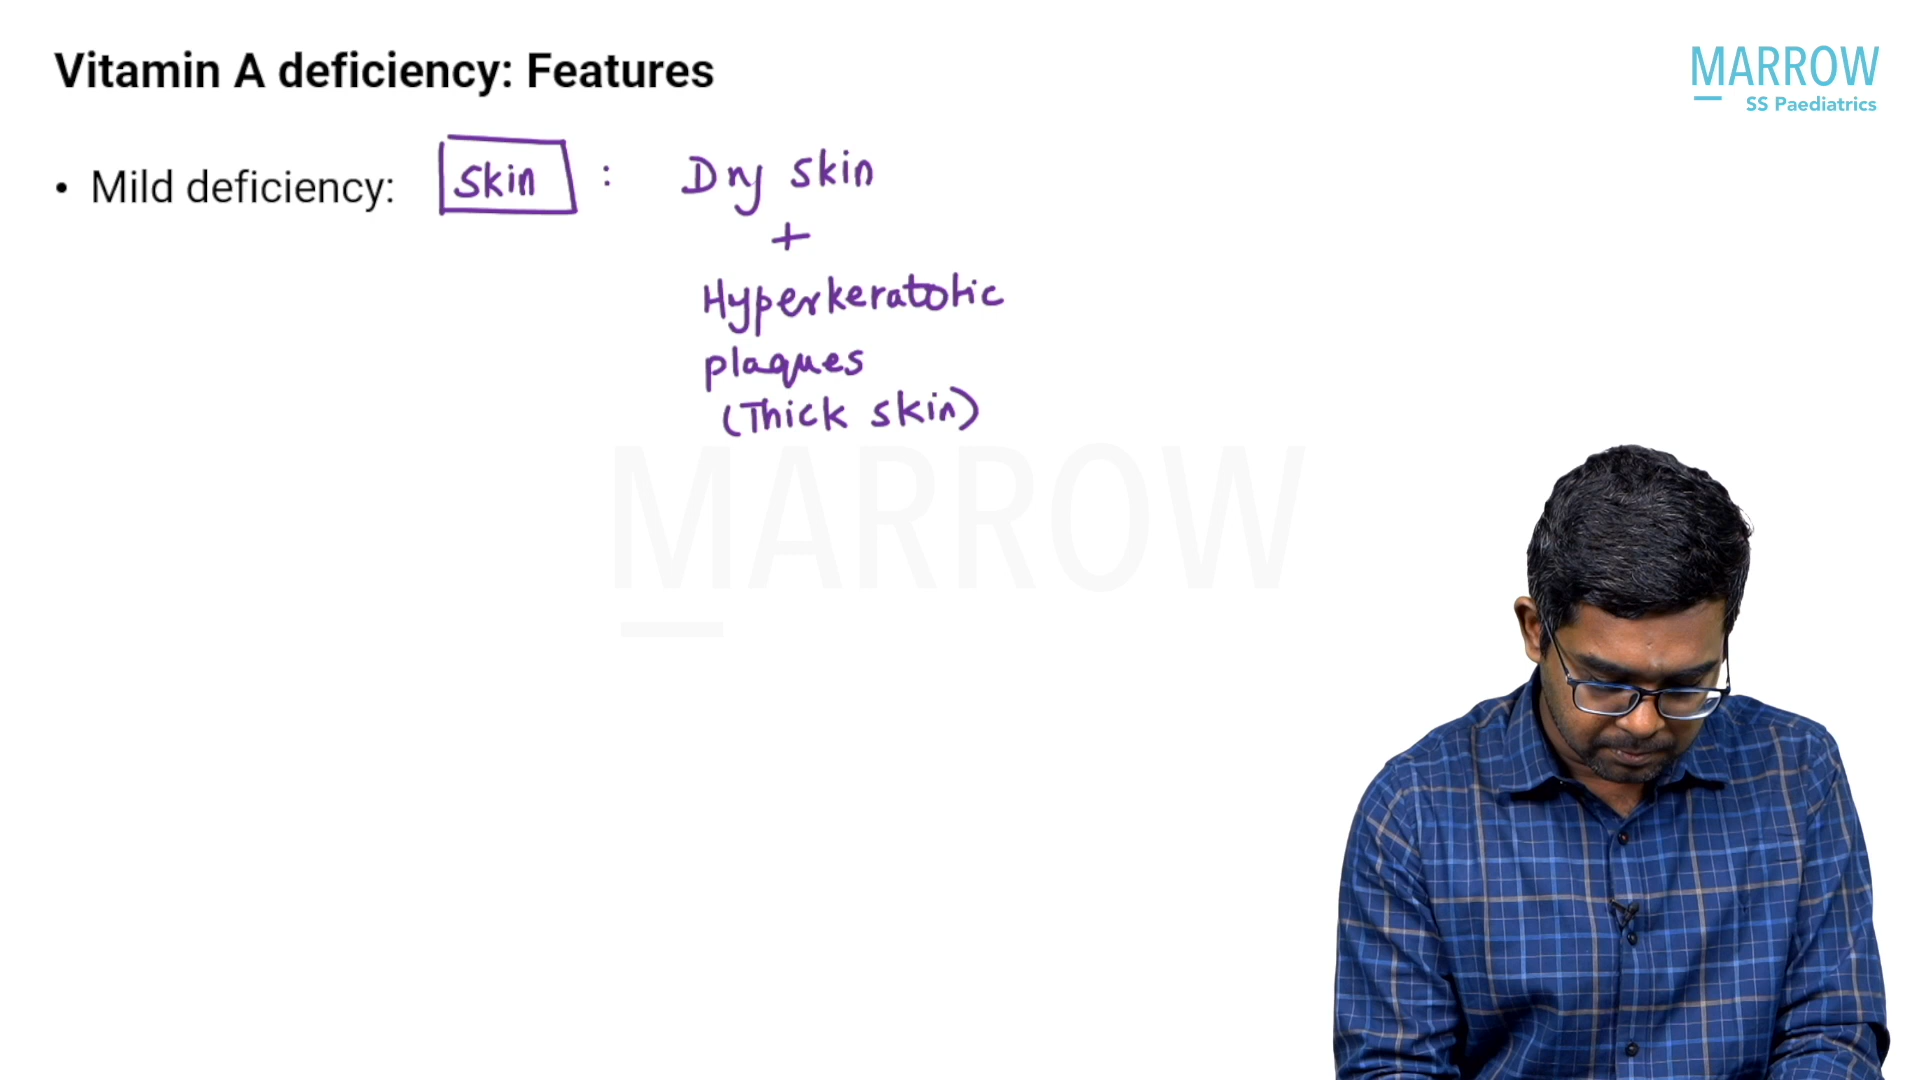 Vitamin A deficiency: Features
MARROW
SS Paediatrics
• Mild deficiency: Skin : Dry skin
+
Hyperkeratotic
plaques
(Thick skin)
MARROW